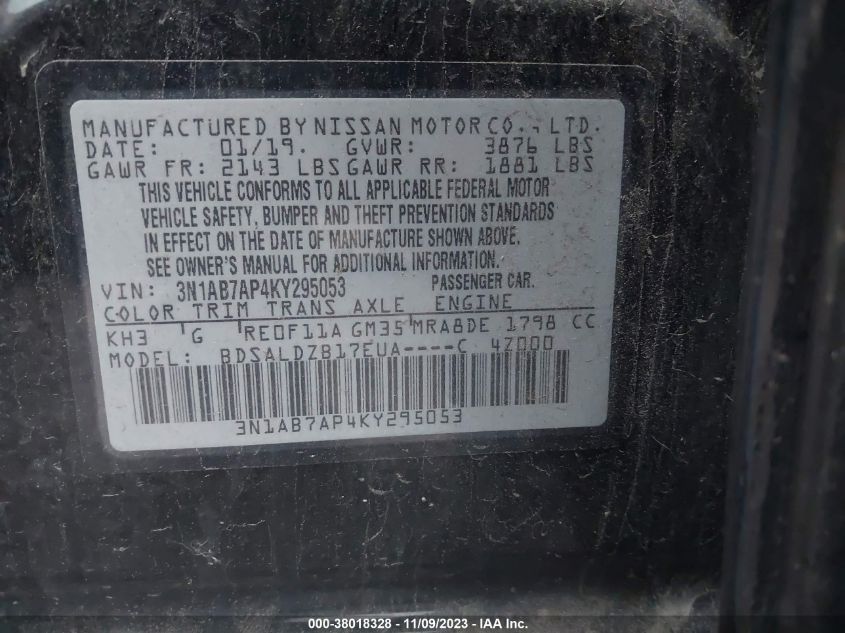 MANUFACTURED BY NISSAN MOTOR CO., LTD.
DATE: 01/19. GVWR: 3876 LBS
GAWR FR: 2143 LBS GAWR RR: 1881 LBS
THIS VEHICLE CONFORMS TO ALL APPLICABLE FEDERAL MOTOR
VEHICLE SAFETY, BUMPER AND THEFT PREVENTION STANDARDS
IN EFFECT ON THE DATE OF MANUFACTURE SHOWN ABOVE.
SEE OWNER'S MANUAL FOR ADDITIONAL INFORMATION.
VIN: 3N1AB7AP4KY295053 PASSENGER CAR.
COLOR TRIM TRANS AXLE ENGINE
KH3 G RE0F11A GM35 MRA8DE 1798 CC
MODEL: BDSALDZB17EUA----C 4Z000
3N1AB7AP4KY295053
000-38018328 - 11/09/2023 - IAA Inc.